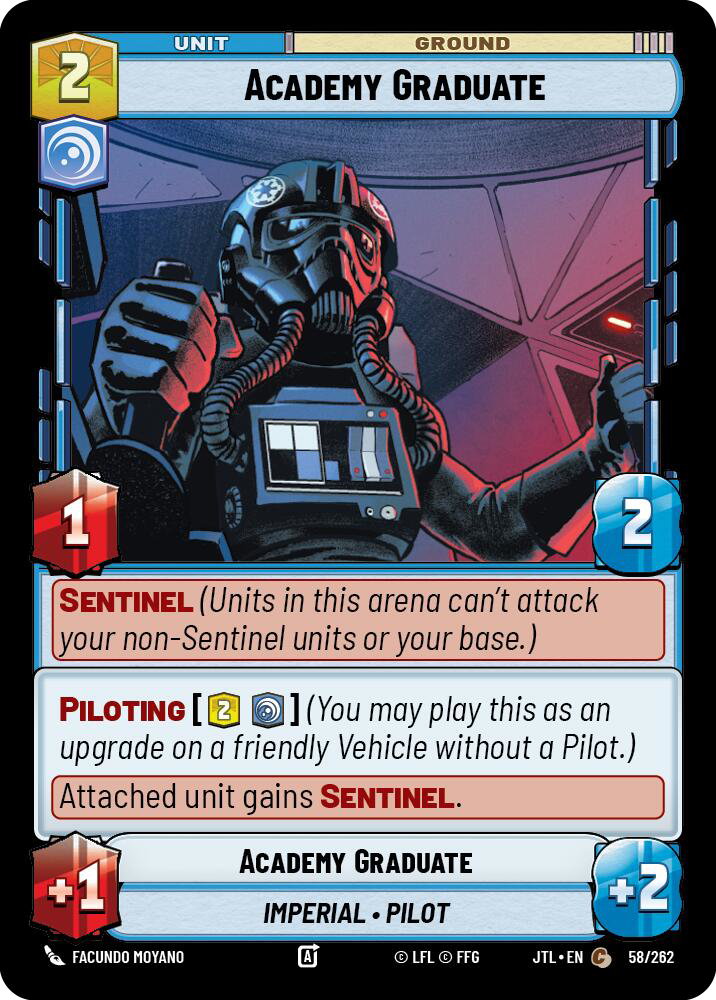 UNIT
GROUND
2
ACADEMY GRADUATE
1
2
SENTINEL (Units in this arena can't attack
your non-Sentinel units or your base.)
PILOTING [2] (You may play this as an
upgrade on a friendly Vehicle without a Pilot.)
Attached unit gains SENTINEL.
+1
ACADEMY GRADUATE
+2
IMPERIAL • PILOT
FACUNDO MOYANO
A
© LFL © FFG
JTL • EN
C
58/262